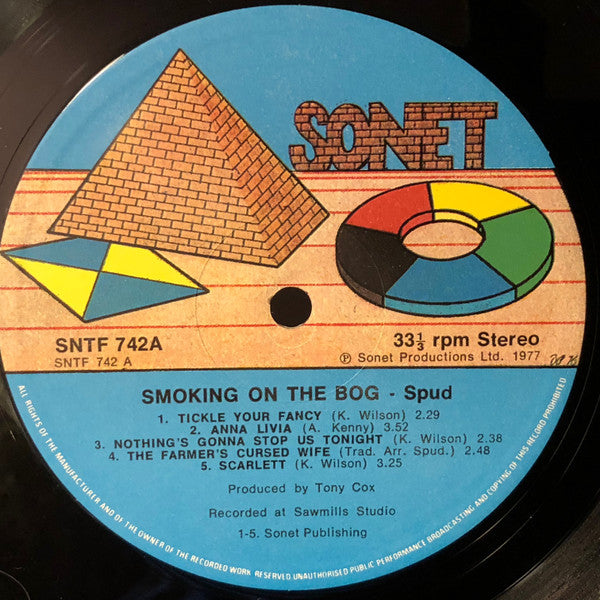 SONET
SNTF 742A
SNTF 742 A
33⅓ rpm Stereo
℗ Sonet Productions Ltd. 1977
SMOKING ON THE BOG - Spud
1. TICKLE YOUR FANCY (K. Wilson) 2.29
2. ANNA LIVIA (A. Kenny) 3.52
3. NOTHING'S GONNA STOP US TONIGHT (K. Wilson) 2.38
4. THE FARMER'S CURSED WIFE (Trad. Arr. Spud.) 2.48
5. SCARLETT (K. Wilson) 3.25
Produced by Tony Cox
Recorded at Sawmills Studio
1-5. Sonet Publishing
ALL RIGHTS OF THE MANUFACTURER AND OF THE OWNER OF THE RECORDED WORK RESERVED. UNAUTHORISED PUBLIC PERFORMANCE BROADCASTING AND COPYING OF THIS RECORD PROHIBITED